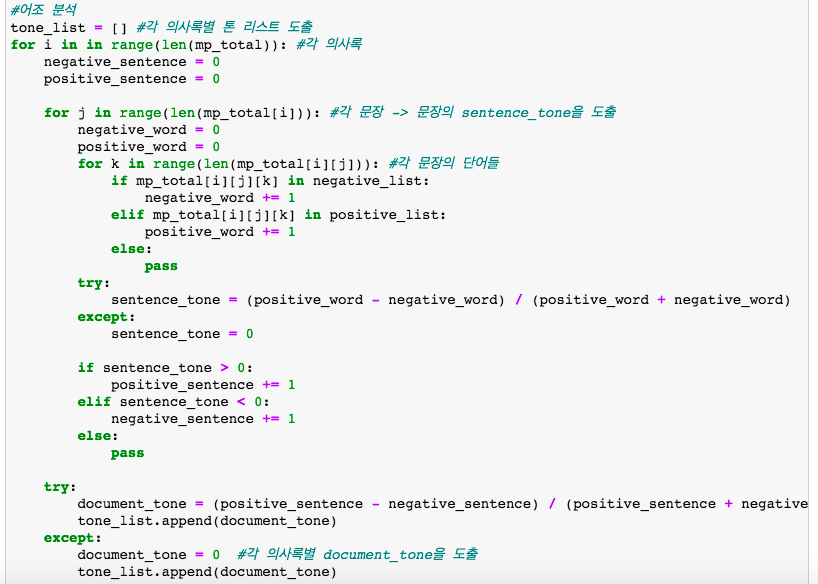 #어조 분석
tone_list = [] #각 의사록별 톤 리스트 도출
for i in in range(len(mp_total)): #각 의사록
    negative_sentence = 0
    positive_sentence = 0

    for j in range(len(mp_total[i])): #각 문장 -> 문장의 sentence_tone을 도출
        negative_word = 0
        positive_word = 0
        for k in range(len(mp_total[i][j])): #각 문장의 단어들
            if mp_total[i][j][k] in negative_list:
                negative_word += 1
            elif mp_total[i][j][k] in positive_list:
                positive_word += 1
            else:
                pass
        try:
            sentence_tone = (positive_word - negative_word) / (positive_word + negative_word)
        except:
            sentence_tone = 0

        if sentence_tone > 0:
            positive_sentence += 1
        elif sentence_tone < 0:
            negative_sentence += 1
        else:
            pass

    try:
        document_tone = (positive_sentence - negative_sentence) / (positive_sentence + negative
        tone_list.append(document_tone)
    except:
        document_tone = 0  #각 의사록별 document_tone을 도출
        tone_list.append(document_tone)